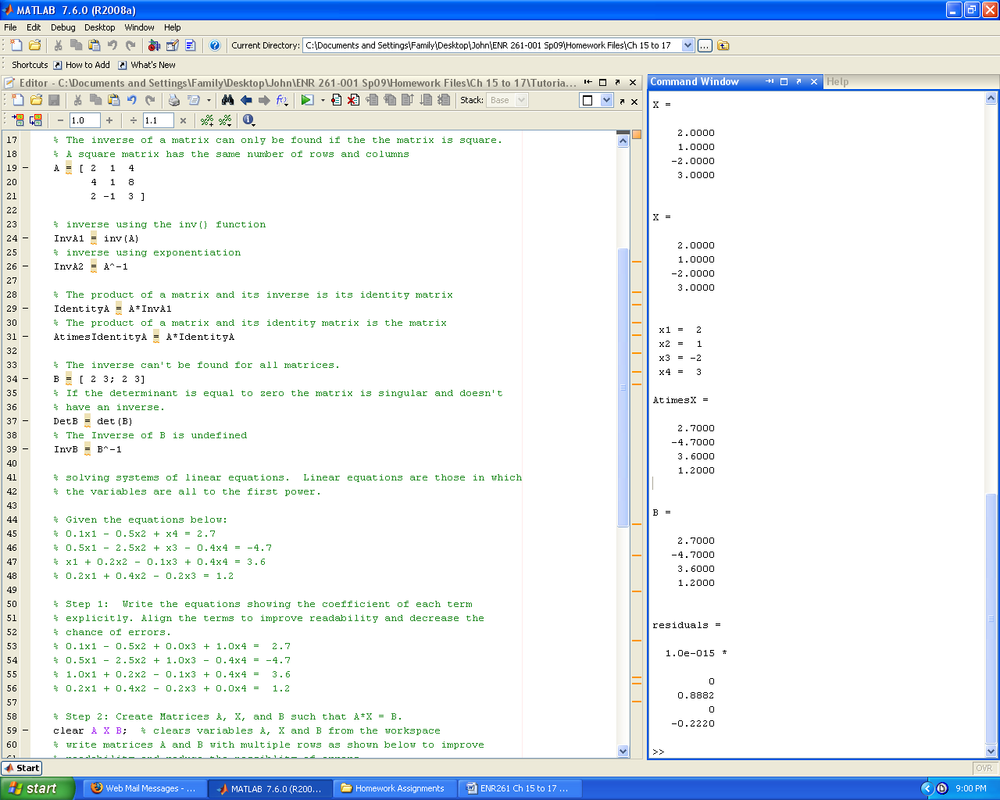 MATLAB 7.6.0 (R2008a)
File Edit Debug Desktop Window Help
Current Directory: C:\Documents and Settings\Family\Desktop\John\ENR 261-001 Sp09\Homework Files\Ch 15 to 17
Shortcuts How to Add What's New
Editor - C:\Documents and Settings\Family\Desktop\John\ENR 261-001 Sp09\Homework Files\Ch 15 to 17\Tutoria...
Stack: Base
- 1.0 + ÷ 1.1 ×
17 % The inverse of a matrix can only be found if the the matrix is square.
18 % A square matrix has the same number of rows and columns
19 - A = [ 2 1 4
20 4 1 8
21 2 -1 3 ]
22
23 % inverse using the inv() function
24 - InvA1 = inv(A)
25 % inverse using exponentiation
26 - InvA2 = A^-1
27
28 % The product of a matrix and its inverse is its identity matrix
29 - IdentityA = A*InvA1
30 % The product of a matrix and its identity matrix is the matrix
31 - AtimesIdentityA = A*IdentityA
32
33 % The inverse can't be found for all matrices.
34 - B = [ 2 3; 2 3]
35 % If the determinant is equal to zero the matrix is singular and doesn't
36 % have an inverse.
37 - DetB = det(B)
38 % The Inverse of B is undefined
39 - InvB = B^-1
40
41 % solving systems of linear equations.  Linear equations are those in which
42 % the variables are all to the first power.
43
44 % Given the equations below:
45 % 0.1x1 - 0.5x2 + x4 = 2.7
46 % 0.5x1 - 2.5x2 + x3 - 0.4x4 = -4.7
47 % x1 + 0.2x2 - 0.1x3 + 0.4x4 = 3.6
48 % 0.2x1 + 0.4x2 - 0.2x3 = 1.2
49
50 % Step 1:  Write the equations showing the coefficient of each term
51 % explicitly. Align the terms to improve readability and decrease the
52 % chance of errors.
53 % 0.1x1 - 0.5x2 + 0.0x3 + 1.0x4 =  2.7
54 % 0.5x1 - 2.5x2 + 1.0x3 - 0.4x4 = -4.7
55 % 1.0x1 + 0.2x2 - 0.1x3 + 0.4x4 =  3.6
56 % 0.2x1 + 0.4x2 - 0.2x3 + 0.0x4 =  1.2
57
58 % Step 2: Create Matrices A, X, and B such that A*X = B.
59 - clear A X B;  % clears variables A, X and B from the workspace
60 % write matrices A and B with multiple rows as shown below to improve
Command Window Help
X =
2.0000
1.0000
-2.0000
3.0000
X =
2.0000
1.0000
-2.0000
3.0000
x1 =  2
x2 =  1
x3 = -2
x4 =  3
AtimesX =
2.7000
-4.7000
3.6000
1.2000
B =
2.7000
-4.7000
3.6000
1.2000
residuals =
1.0e-015 *
0
0.8882
0
-0.2220
>>
Start OVR
start Web Mail Messages - ... MATLAB 7.6.0 (R200... Homework Assignments ENR261 Ch 15 to 17 ... 9:00 PM